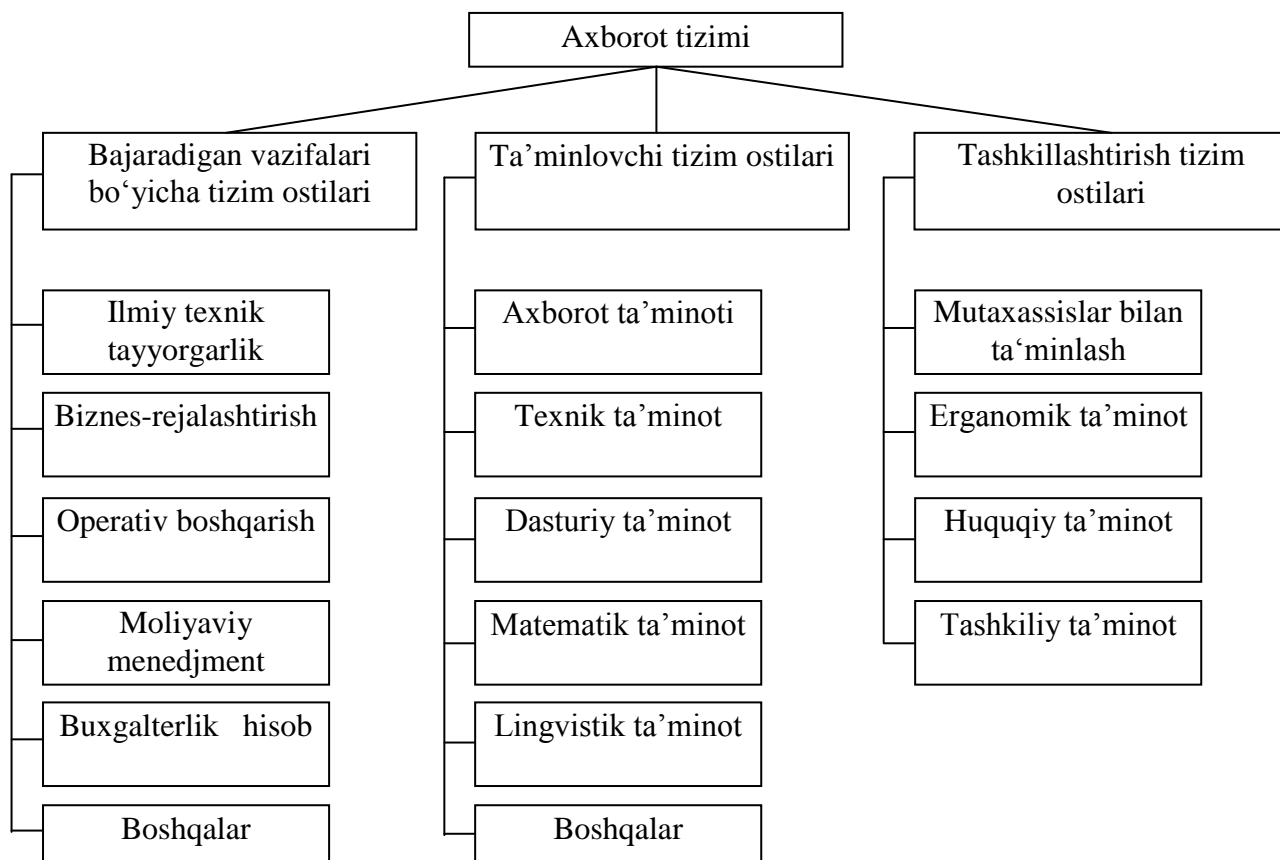 Axborot tizimi
Bajaradigan vazifalari
bo‘yicha tizim ostilari
Ta’minlovchi tizim ostilari
Tashkillashtirish tizim
ostilari
Ilmiy texnik
tayyorgarlik
Axborot ta’minoti
Mutaxassislar bilan
ta‘minlash
Biznes-rejalashtirish
Texnik ta’minot
Erganomik ta’minot
Operativ boshqarish
Dasturiy ta’minot
Huquqiy ta’minot
Moliyaviy
menedjment
Matematik ta’minot
Tashkiliy ta’minot
Buxgalterlik hisob
Lingvistik ta’minot
Boshqalar
Boshqalar